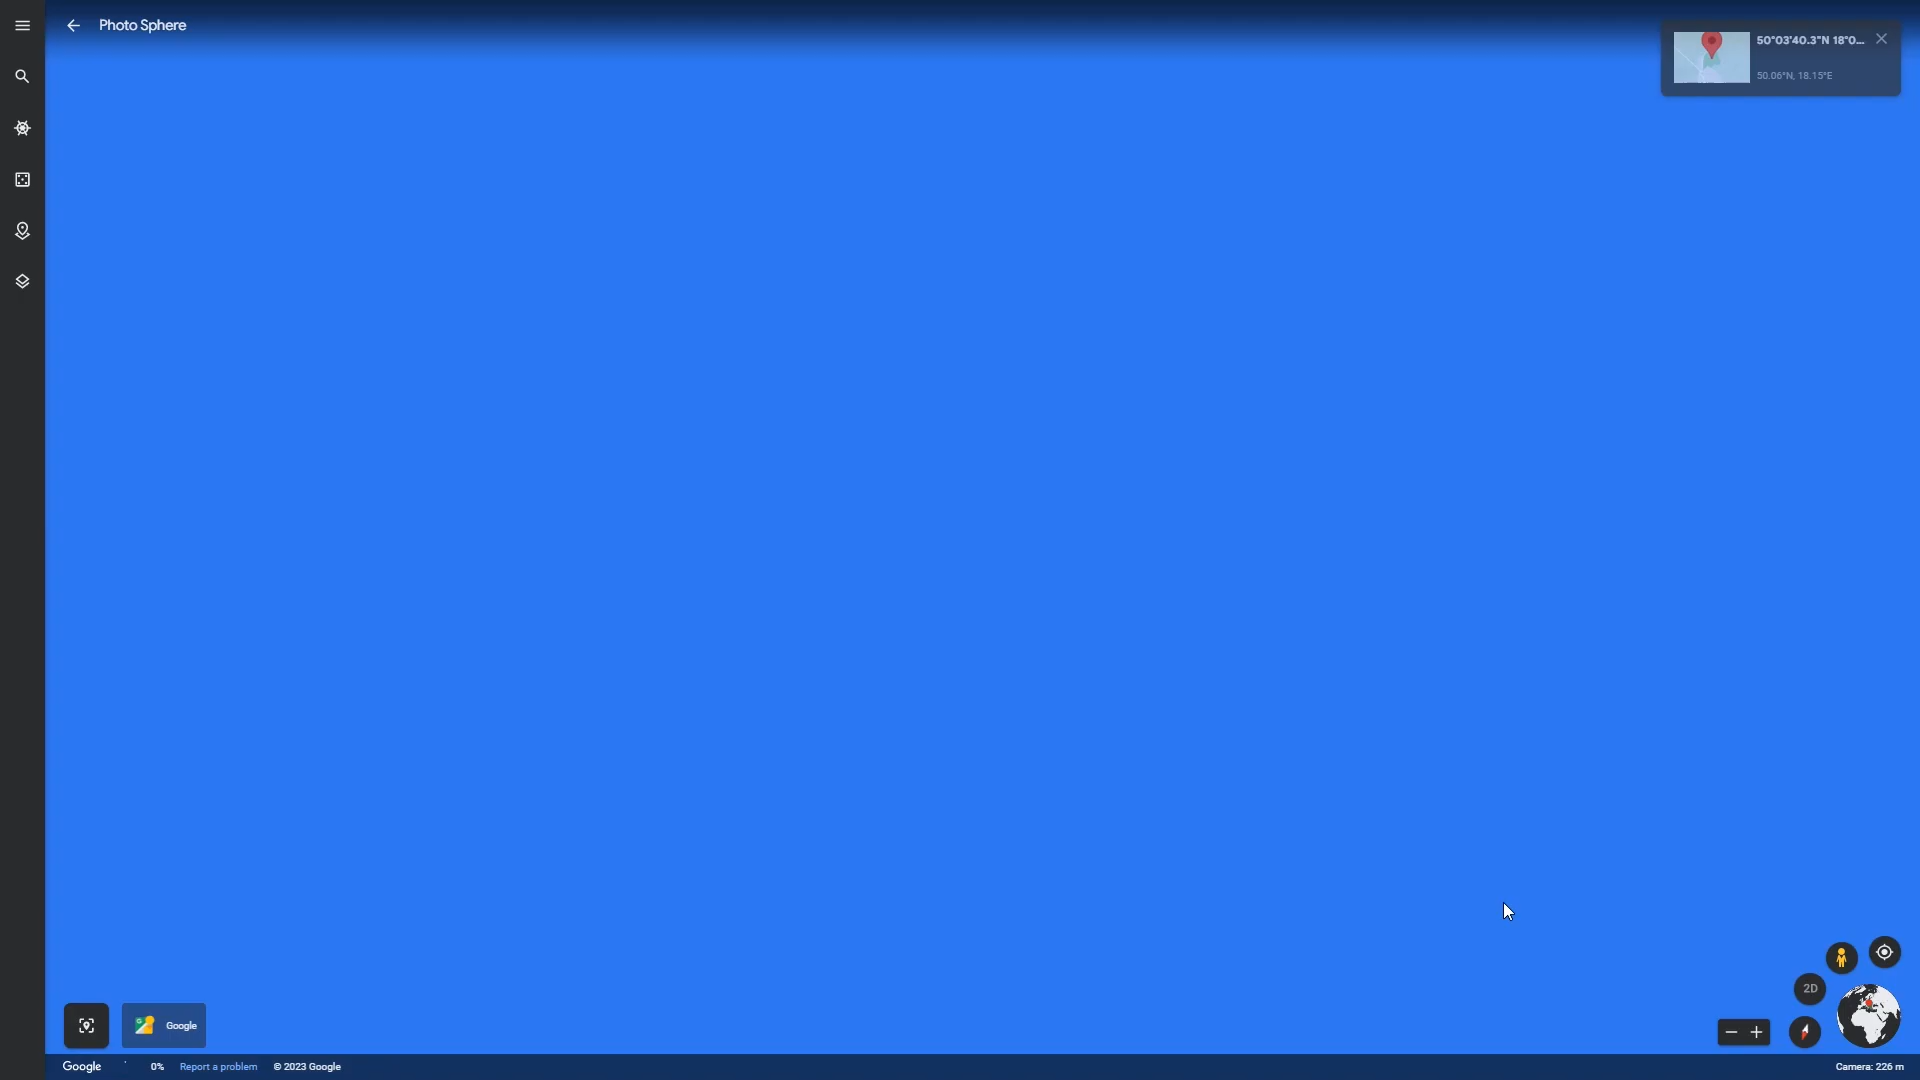 Photo Sphere
50°03'40.3"N 18°0...
50.06°N, 18.15°E
2D
Google
Google
0%
Report a problem
© 2023 Google
Camera: 226 m